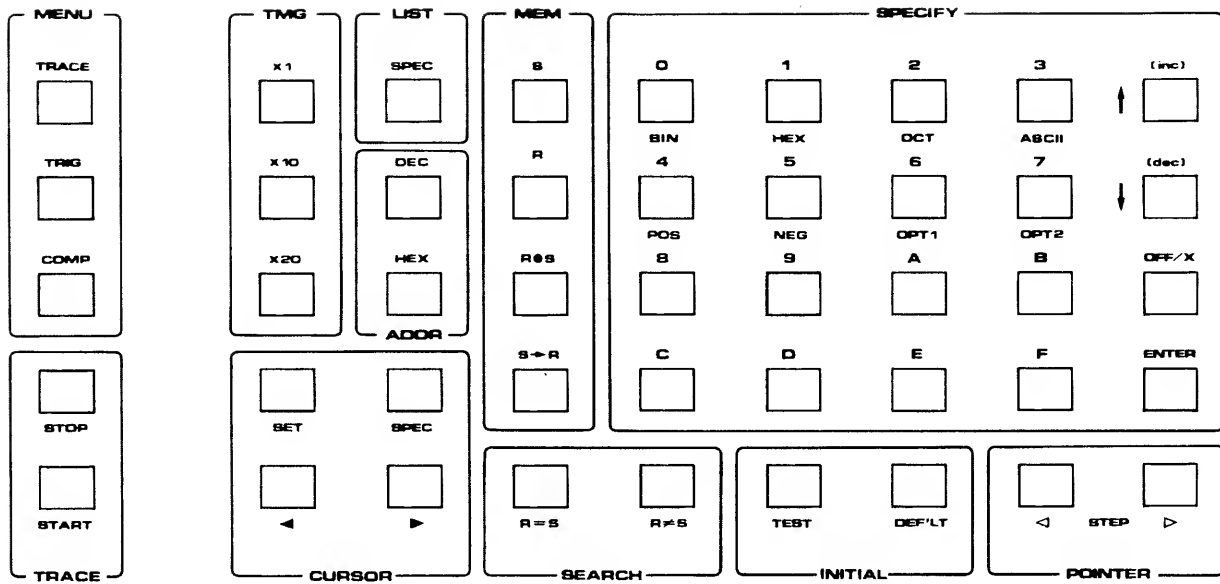 MENU TMG LIST MEM SPECIFY
TRACE x1 SPEC S 0 1 2 3 (inc)
BIN HEX OCT ASCII
TRIG x10 DEC R 4 5 6 7 (dec)
POS NEG OPT1 OPT2
COMP x20 HEX R⊕S 8 9 A B OFF/X
ADDR
S→R C D E F ENTER
STOP SET SPEC
START ◀ ▶ R=S R≠S TEST DEF'LT ◁ STEP ▷
TRACE CURSOR SEARCH INITIAL POINTER